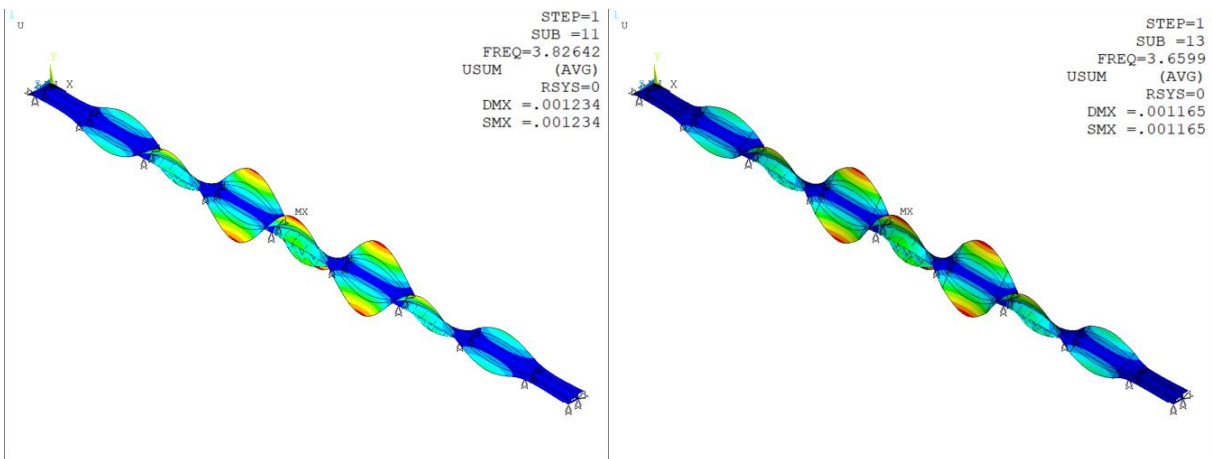 1
U
STEP=1
SUB =11
FREQ=3.82642
USUM (AVG)
RSYS=0
DMX =.001234
SMX =.001234
Y
X
MX
1
U
STEP=1
SUB =13
FREQ=3.6599
USUM (AVG)
RSYS=0
DMX =.001165
SMX =.001165
Y
X
MX